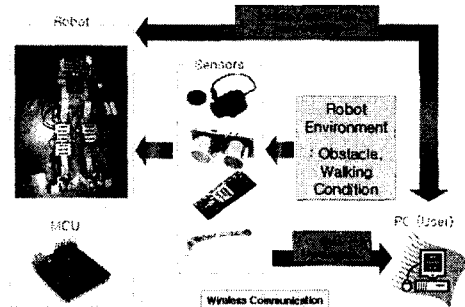 Robot
Sensors
Robot
Environment
: Obstacle,
Walking
Condition
MCU
PC (User)
Wireless Communication